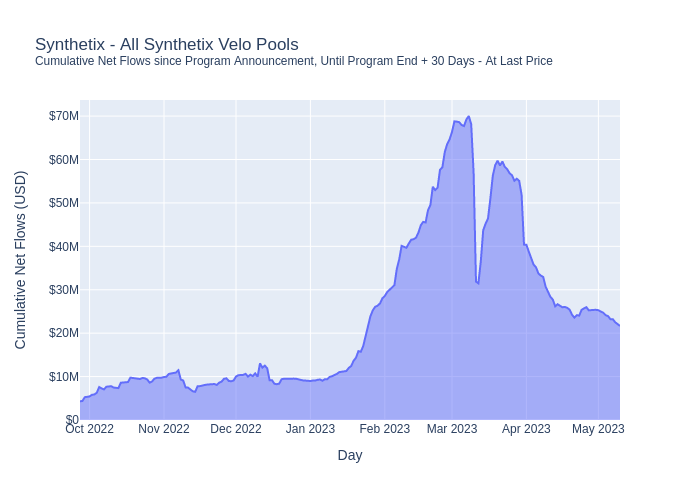 Synthetix - All Synthetix Velo Pools
Cumulative Net Flows since Program Announcement, Until Program End + 30 Days - At Last Price
Cumulative Net Flows (USD)
$70M
$60M
$50M
$40M
$30M
$20M
$10M
$0
Oct 2022 Nov 2022 Dec 2022 Jan 2023 Feb 2023 Mar 2023 Apr 2023 May 2023
Day